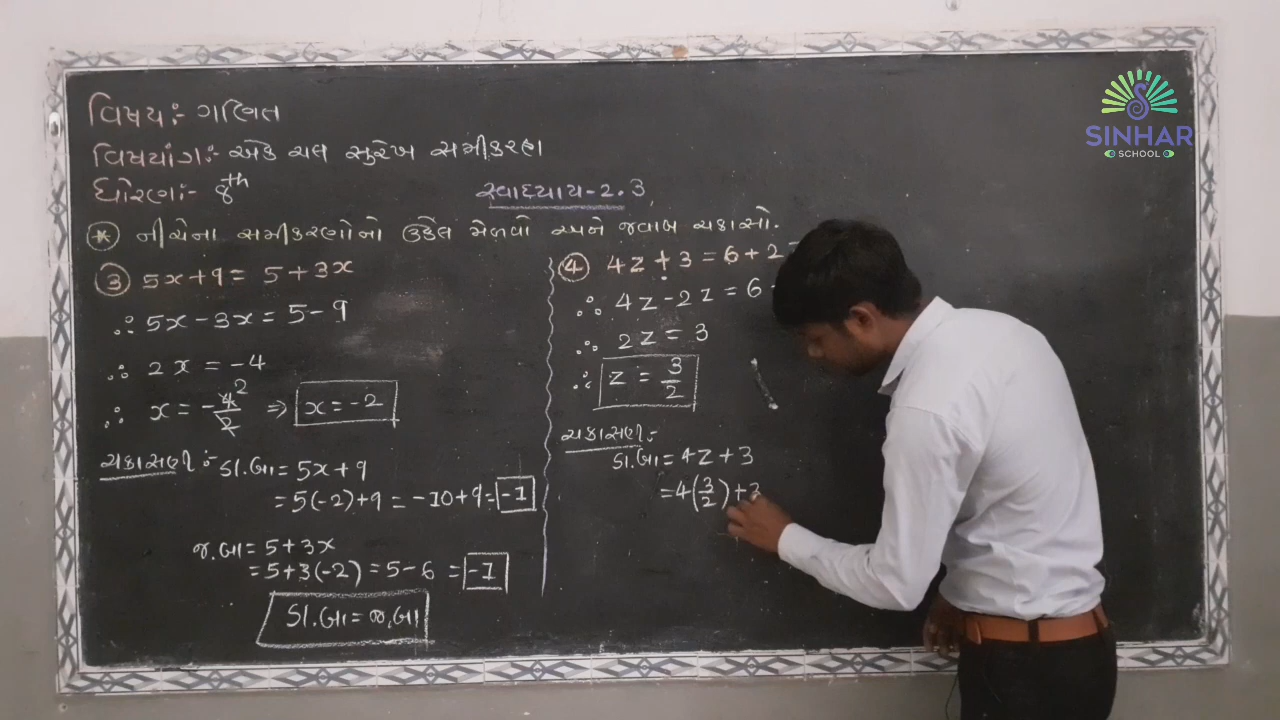 વિષય:- ગણિત
વિષયાંગ:- એક ચલ સુરેખ સમીકરણ
ધોરણ:- 8th
સ્વાધ્યાય-2.3
* નીચેના સમીકરણોનો ઉકેલ મેળવો અને જવાબ ચકાસો.
3 5x+9 = 5+3x
∴ 5x-3x = 5-9
∴ 2x = -4
∴ x = -4/2 2 ⇒ x = -2
ચકાસણી:- ડા.બા = 5x+9
= 5(-2)+9 = -10+9 = -1
જ.બા = 5+3x
= 5+3(-2) = 5-6 = -1
ડા.બા = જ.બા
4 4z+3 = 6+2
∴ 4z-2z = 6
∴ 2z = 3
∴ z = 3/2
ચકાસણી:-
ડા.બા = 4z+3
= 4(3/2)+3
SINHAR
SCHOOL